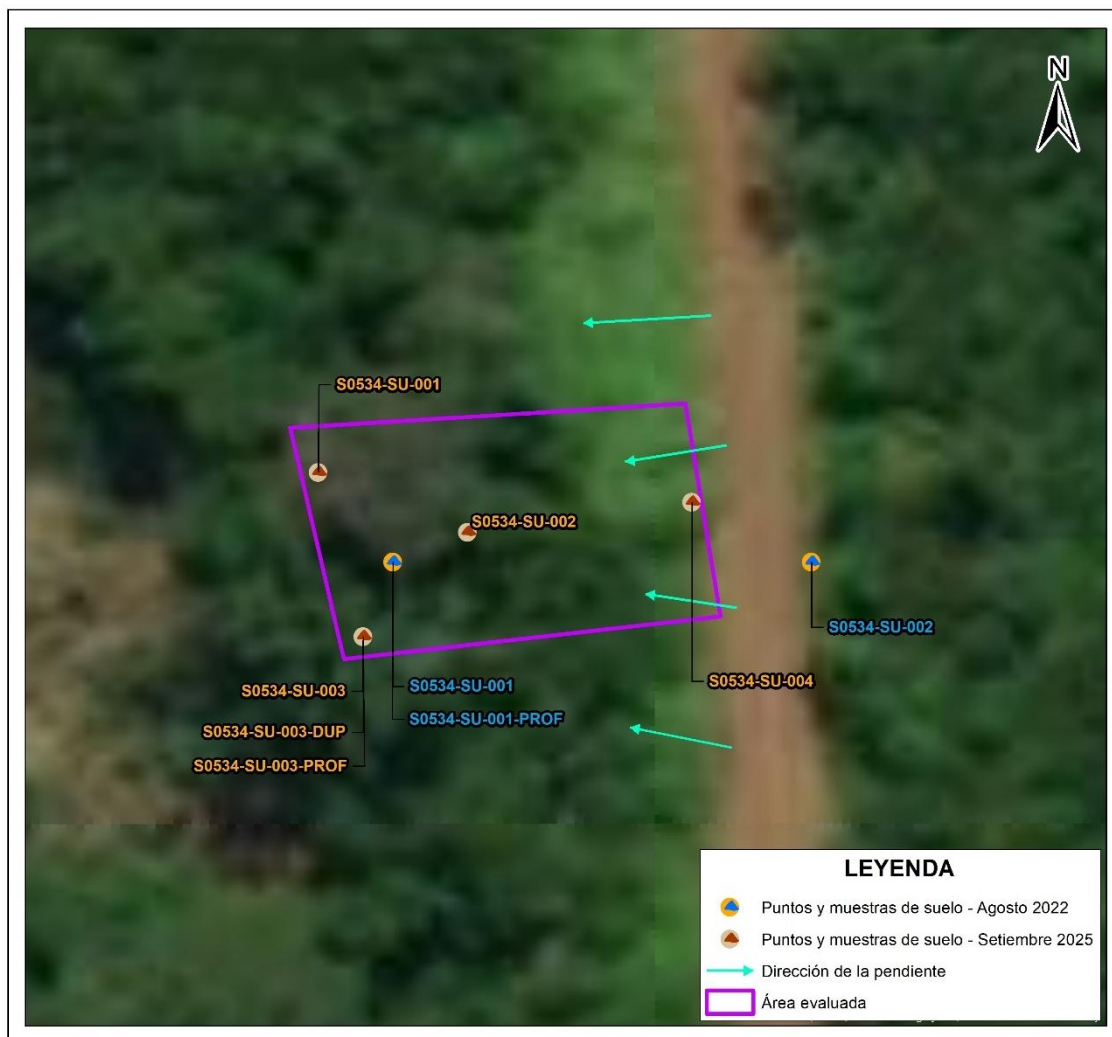 N
S0534-SU-001
S0534-SU-002
S0534-SU-002
S0534-SU-004
S0534-SU-003
S0534-SU-003-DUP
S0534-SU-003-PROF
S0534-SU-001
S0534-SU-001-PROF
LEYENDA
Puntos y muestras de suelo - Agosto 2022
Puntos y muestras de suelo - Setiembre 2025
Dirección de la pendiente
Área evaluada